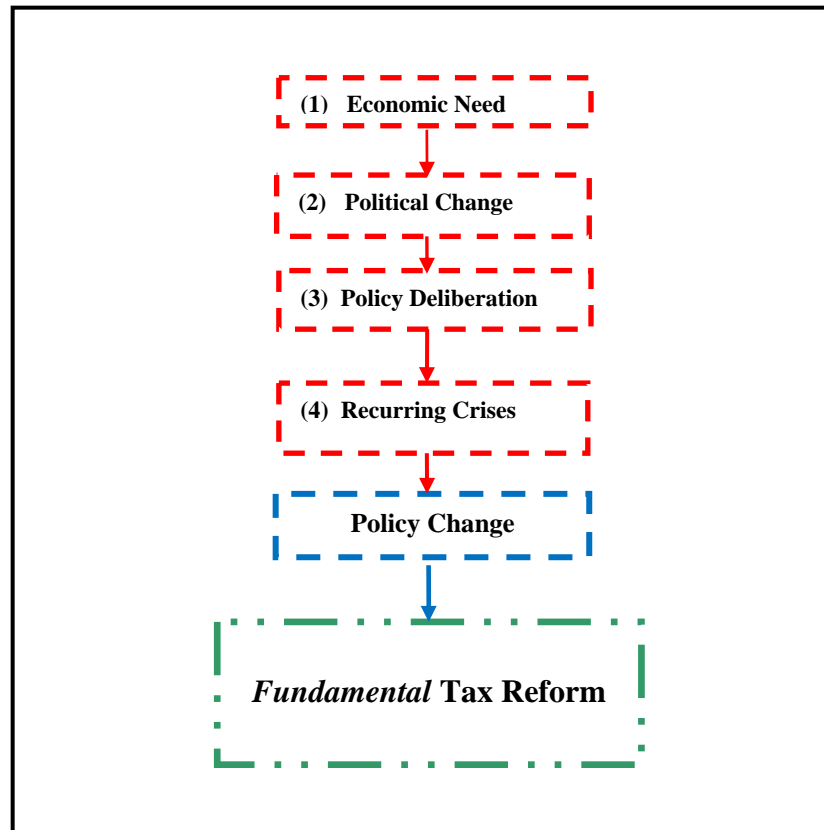 (1) Economic Need
(2) Political Change
(3) Policy Deliberation
(4) Recurring Crises
Policy Change
Fundamental Tax Reform